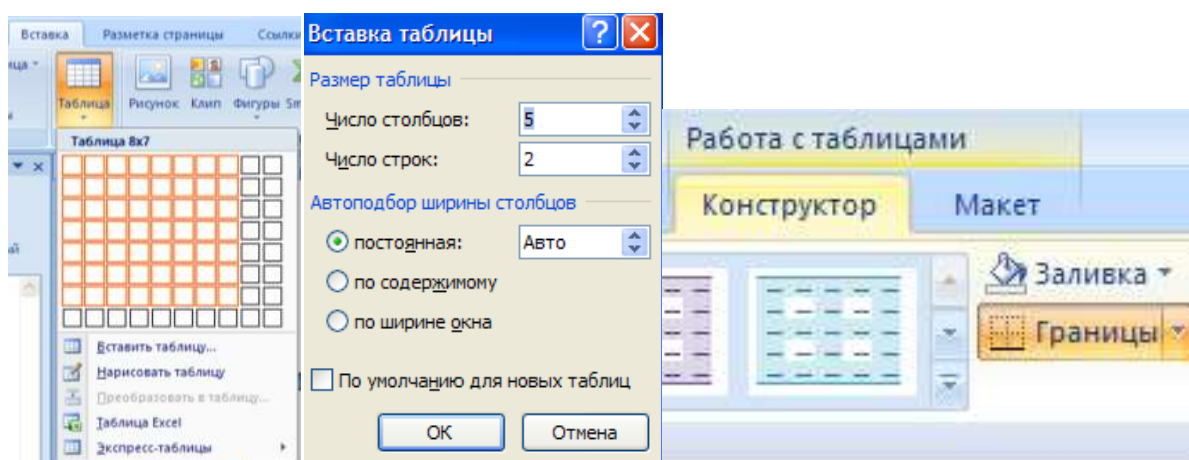 Вставка Разметка страницы Ссылки
Таблица Рисунок Клип Фигуры Sm
Таблица 8x7
Вставить таблицу...
Нарисовать таблицу
Преобразовать в таблицу...
Таблица Excel
Экспресс-таблицы
Вставка таблицы
Размер таблицы
Число столбцов: 5
Число строк: 2
Автоподбор ширины столбцов
постоянная: Авто
по содержимому
по ширине окна
По умолчанию для новых таблиц
ОК Отмена
Работа с таблицами
Конструктор Макет
Заливка
Границы